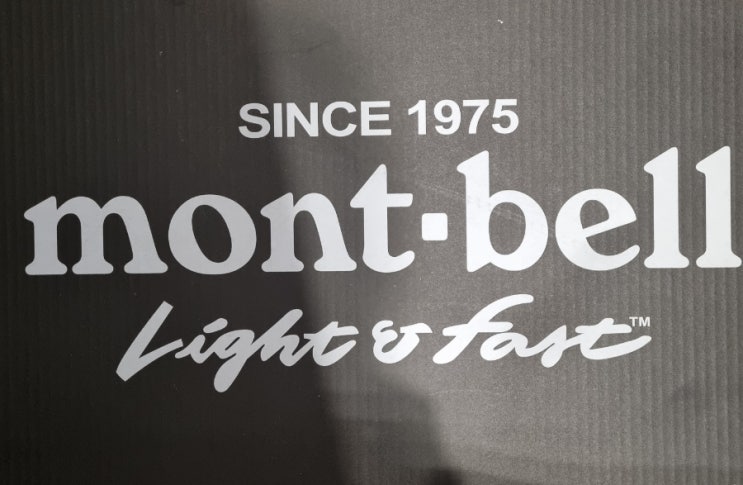 SINCE 1975
mont·bell
Light & Fast™